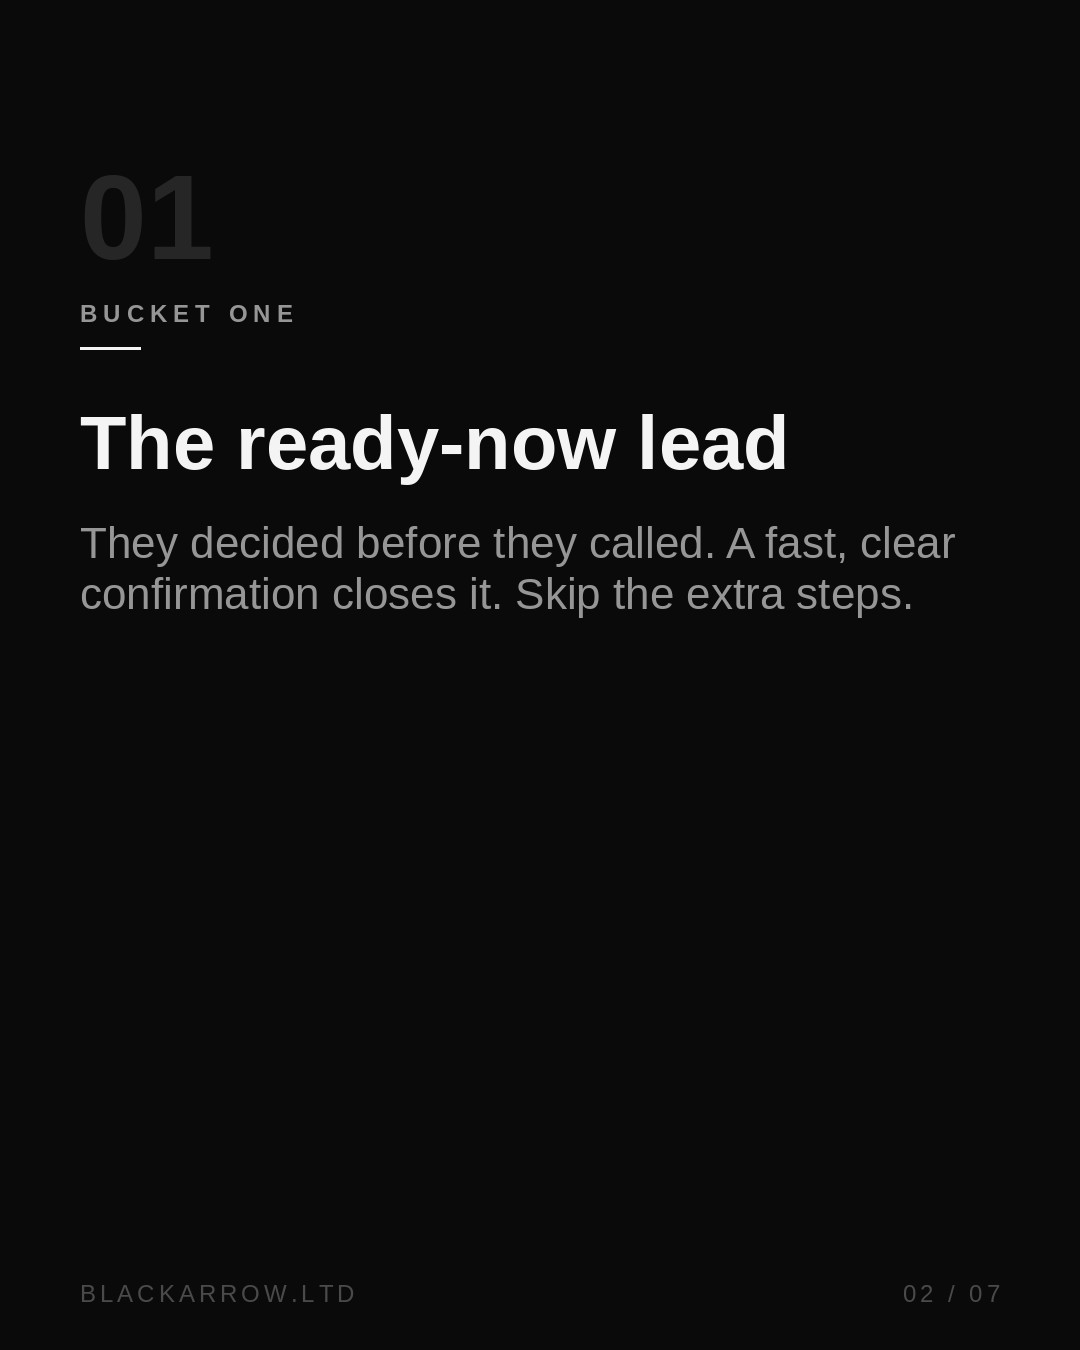 01
BUCKET ONE
The ready-now lead
They decided before they called. A fast, clear
confirmation closes it. Skip the extra steps.
BLACKARROW.LTD
02 / 07